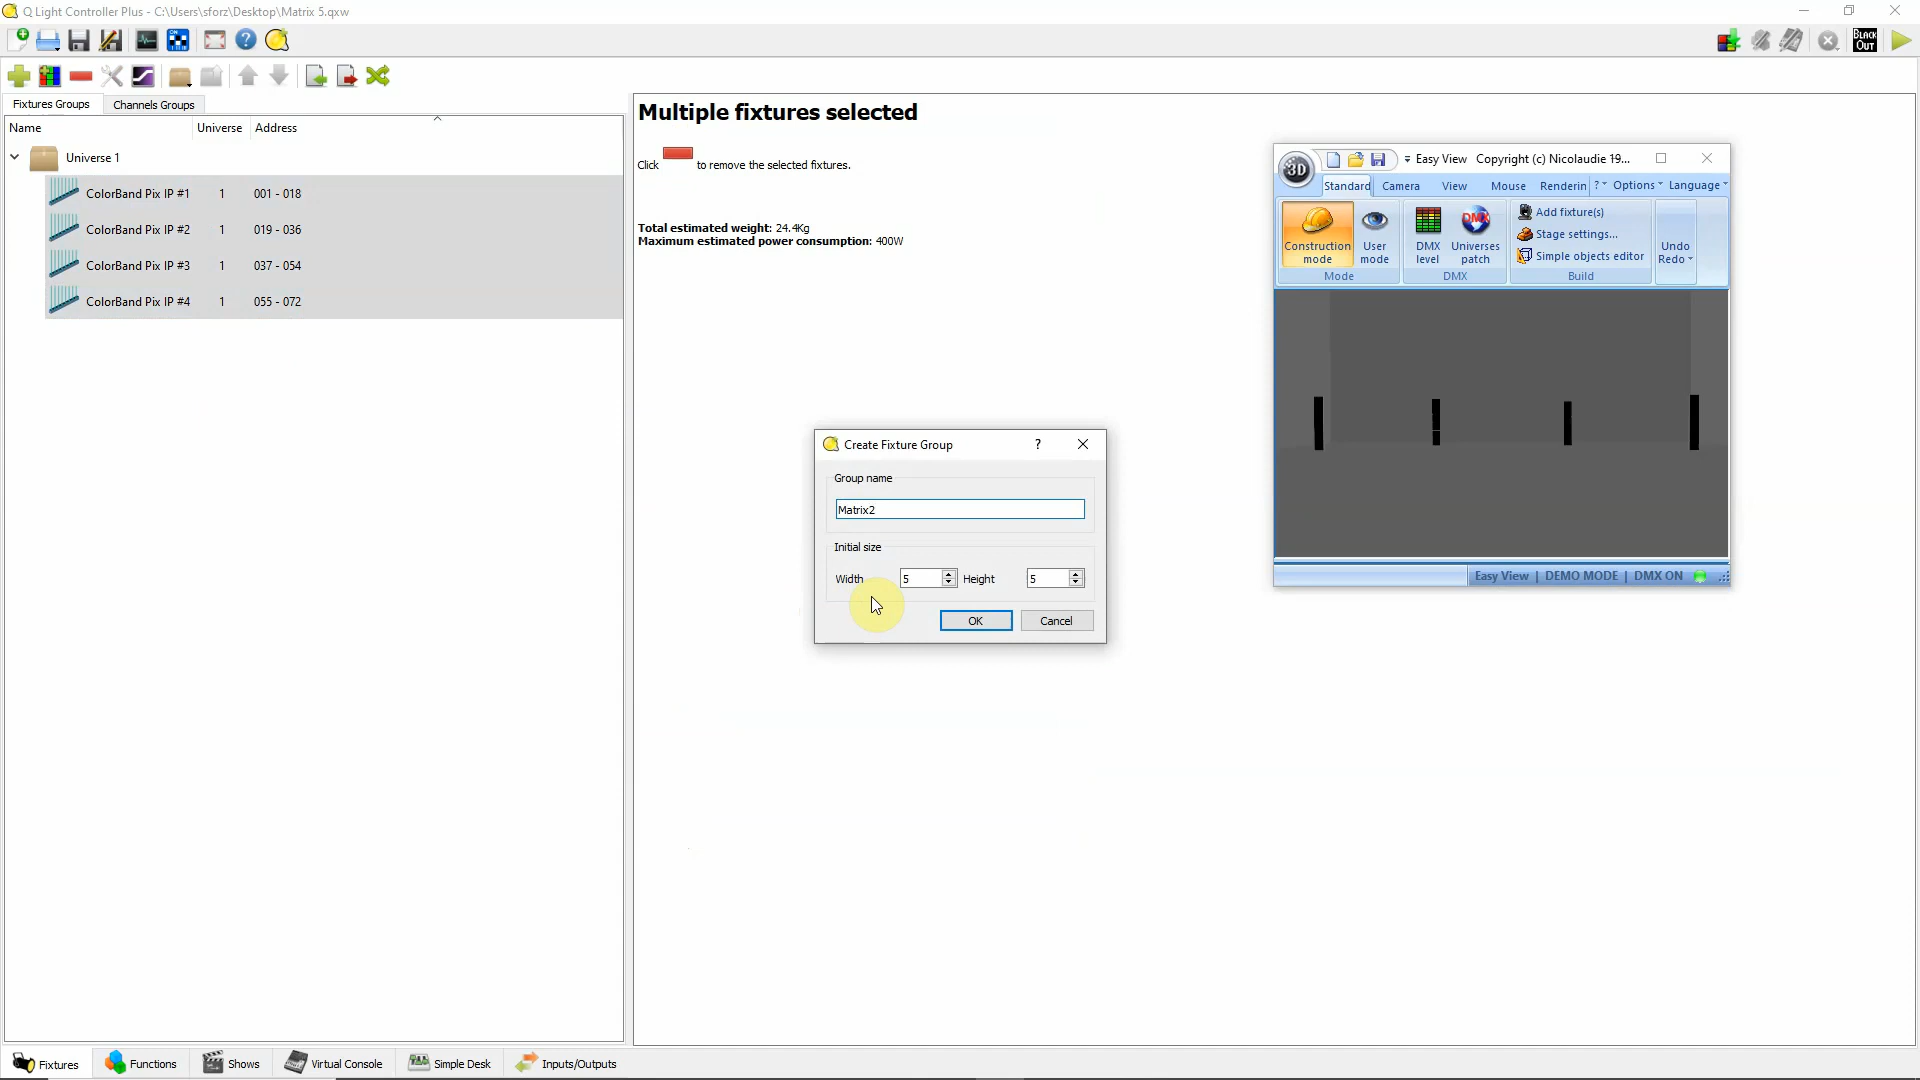 Q Light Controller Plus - C:\Users\sforz\Desktop\Matrix 5.qxw
BLACK
OUT
Fixtures Groups
Channels Groups
Name
Universe
Address
Universe 1
ColorBand Pix IP #1 1 001 - 018
ColorBand Pix IP #2 1 019 - 036
ColorBand Pix IP #3 1 037 - 054
ColorBand Pix IP #4 1 055 - 072
Multiple fixtures selected
Click to remove the selected fixtures.
Total estimated weight: 24.4Kg
Maximum estimated power consumption: 400W
Create Fixture Group
?
Group name
Matrix2
Initial size
Width 5 Height 5
OK Cancel
3D
Easy View Copyright (c) Nicolaudie 19...
Standard Camera View Mouse Renderin ? Options Language
Construction
mode
User
mode
Mode
DMX
level
DMX
Universes
patch
DMX
Add fixture(s)
Stage settings...
Simple objects editor
Build
Undo
Redo
Easy View | DEMO MODE | DMX ON
Fixtures
Functions
Shows
Virtual Console
Simple Desk
Inputs/Outputs